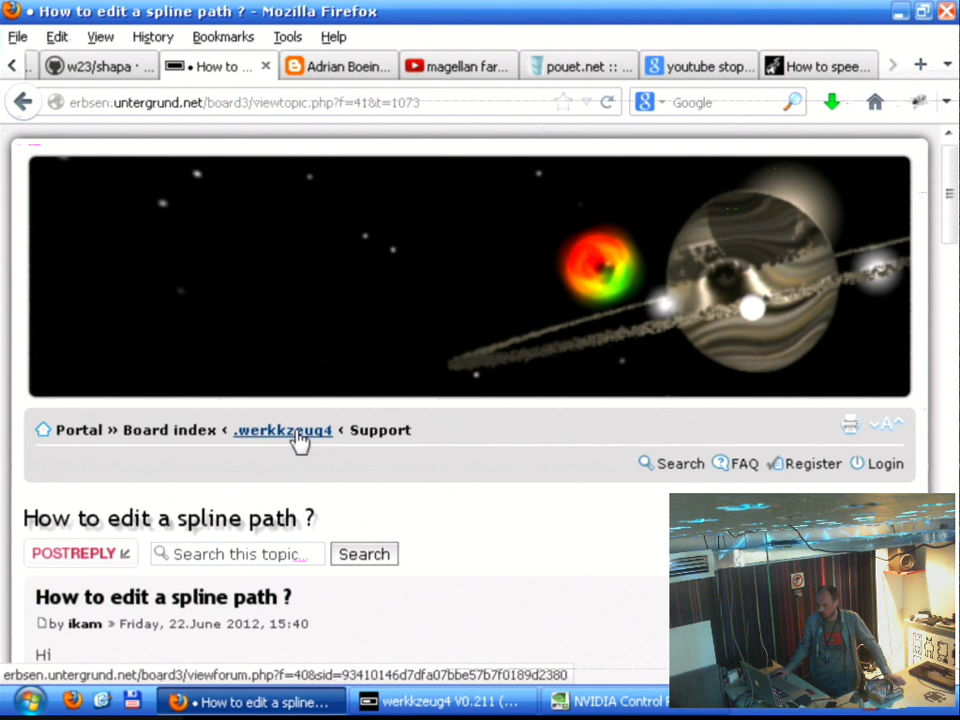 • How to edit a spline path ? - Mozilla Firefox
File Edit View History Bookmarks Tools Help
w23/shapa · ... • How to ... Adrian Boein... magellan far... pouet.net :: ... youtube stop... How to spee...
erbsen.untergrund.net/board3/viewtopic.php?f=41&t=1073 Google
Portal » Board index ‹ .werkkzeug4 ‹ Support
Search FAQ Register Login
How to edit a spline path ?
POSTREPLY Search this topic... Search
How to edit a spline path ?
by ikam » Friday, 22.June 2012, 15:40
Hi
erbsen.untergrund.net/board3/viewforum.php?f=40&sid=93410146d7dfa07bbe57b7f0189d2380
• How to edit a spline... werkkzeug4 V0.211 (... NVIDIA Control